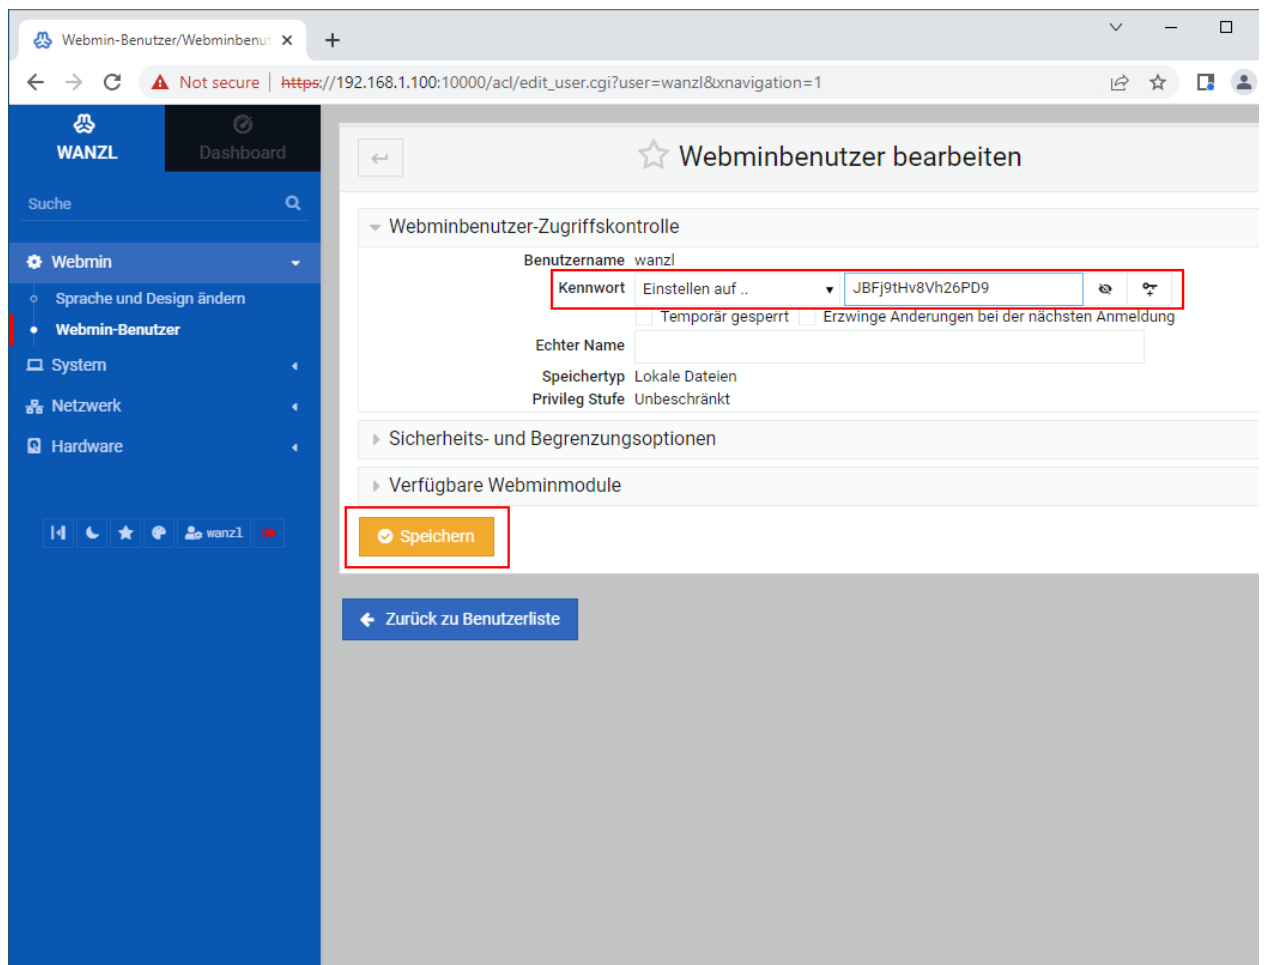 Webmin-Benutzer/Webminbenut
Not secure | https://192.168.1.100:10000/acl/edit_user.cgi?user=wanzl&xnavigation=1
WANZL
Dashboard
Suche
Webmin
Sprache und Design ändern
Webmin-Benutzer
System
Netzwerk
Hardware
wanzl
Webminbenutzer bearbeiten
Webminbenutzer-Zugriffskontrolle
Benutzername wanzl
Kennwort Einstellen auf .. JBFj9tHv8Vh26PD9
Temporär gesperrt Erzwinge Änderungen bei der nächsten Anmeldung
Echter Name
Speichertyp Lokale Dateien
Privileg Stufe Unbeschränkt
Sicherheits- und Begrenzungsoptionen
Verfügbare Webminmodule
Speichern
Zurück zu Benutzerliste